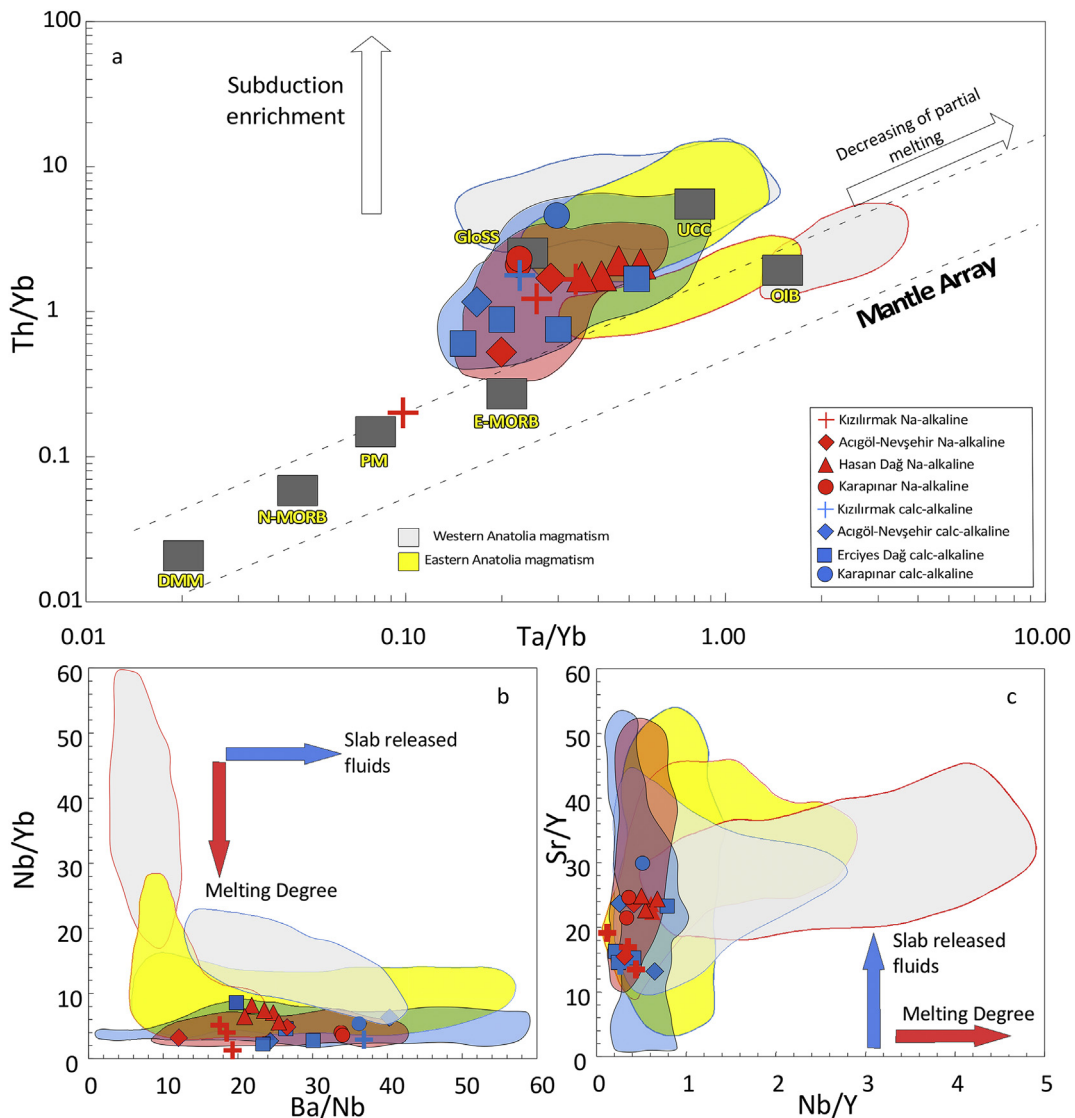 100
a
Subduction
enrichment
Decreasing of partial
melting
10
UCC
GloSS
Th/Yb
1
OIB
Mantle Array
E-MORB
PM
0.1
N-MORB
DMM
Western Anatolia magmatism
Eastern Anatolia magmatism
Kızılırmak Na-alkaline
Acıgöl-Nevşehir Na-alkaline
Hasan Dağ Na-alkaline
Karapınar Na-alkaline
Kızılırmak calc-alkaline
Acıgöl-Nevşehir calc-alkaline
Erciyes Dağ calc-alkaline
Karapınar calc-alkaline
0.01
0.01 0.10 Ta/Yb 1.00 10.00
60
b
50
Slab released
fluids
40
Nb/Yb
30
Melting Degree
20
10
0
0 10 20 30 40 50 60
Ba/Nb
60
c
50
40
Sr/Y
30
20
Slab released
fluids
10
Melting Degree
0
0 1 2 3 4 5
Nb/Y